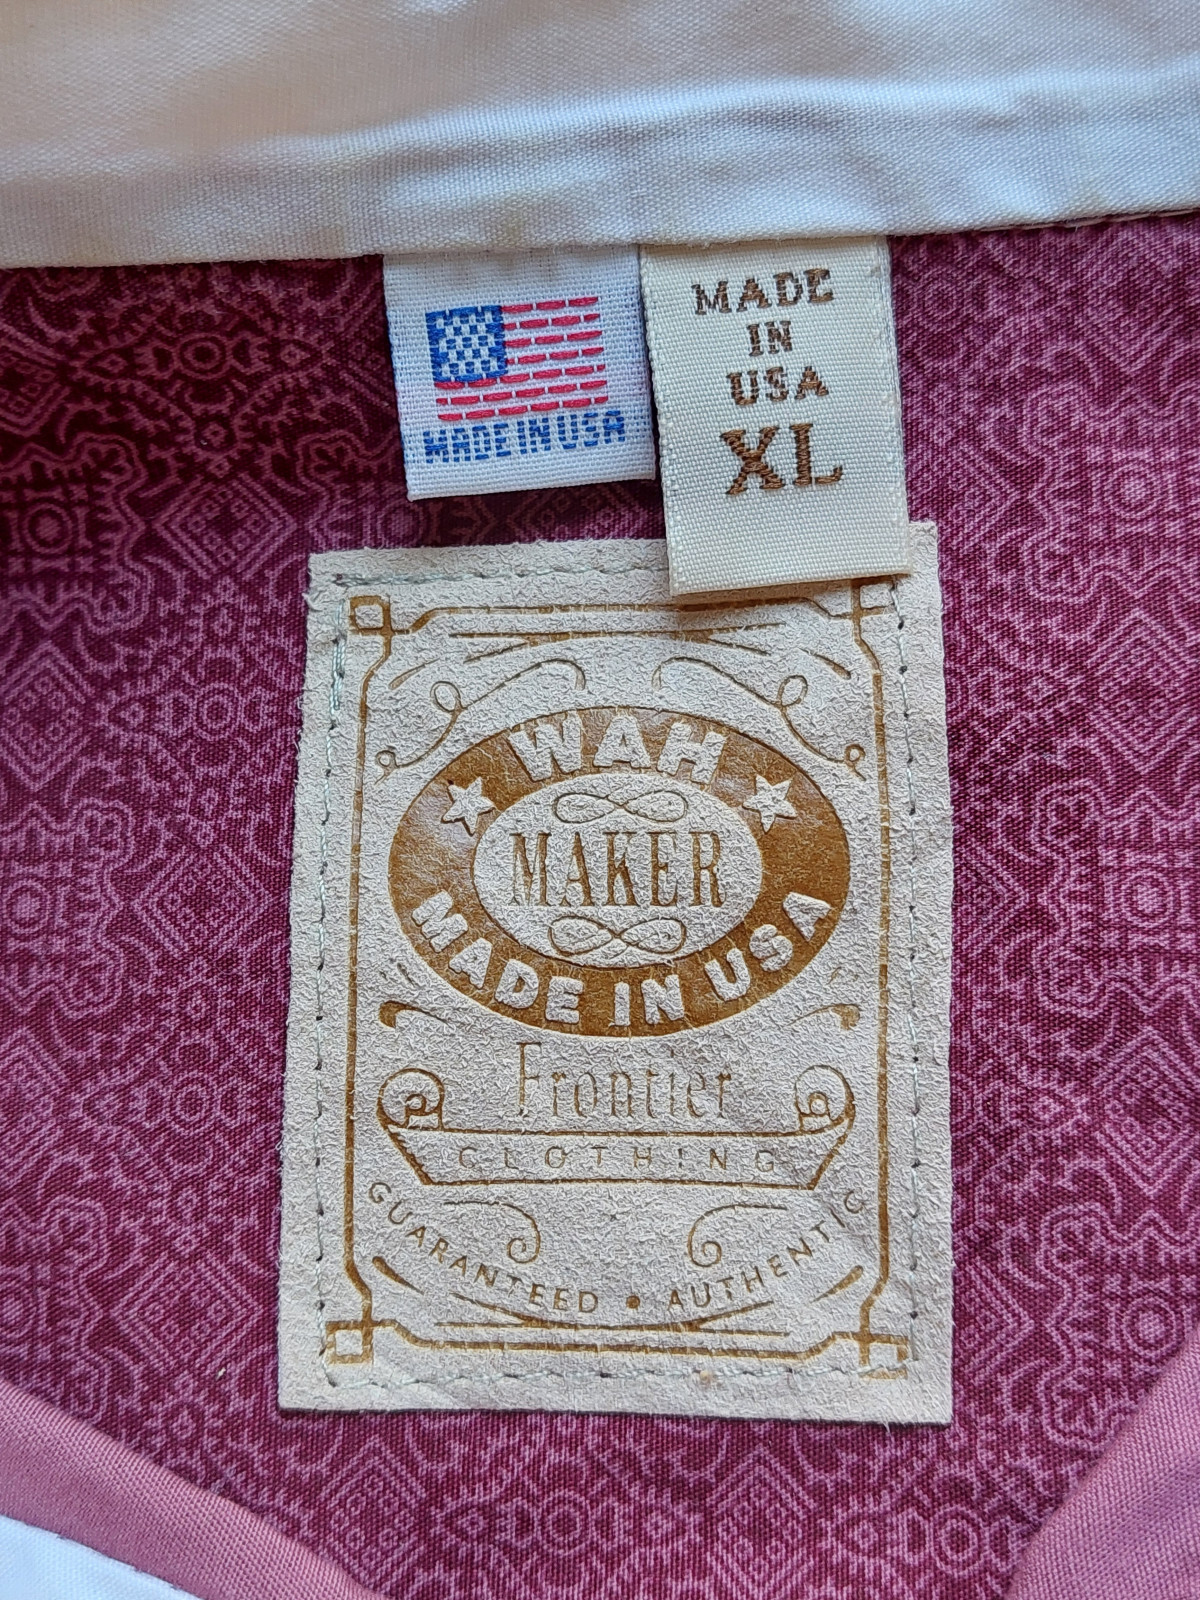 MADE IN USA
MADE
IN
USA
XL
WAH
MAKER
MADE IN USA
Frontier
CLOTHING
GUARANTEED • AUTHENTIC